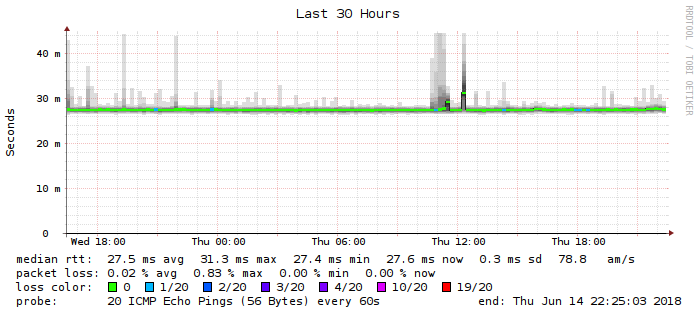 Last 30 Hours
RRDTOOL / TOBI OETIKER
Seconds
40 m
30 m
20 m
10 m
0
Wed 18:00 Thu 00:00 Thu 06:00 Thu 12:00 Thu 18:00
median rtt: 27.5 ms avg 31.3 ms max 27.4 ms min 27.6 ms now 0.3 ms sd 78.8 am/s
packet loss: 0.02 % avg 0.83 % max 0.00 % min 0.00 % now
loss color: 0 1/20 2/20 3/20 4/20 10/20 19/20
probe: 20 ICMP Echo Pings (56 Bytes) every 60s end: Thu Jun 14 22:25:03 2018